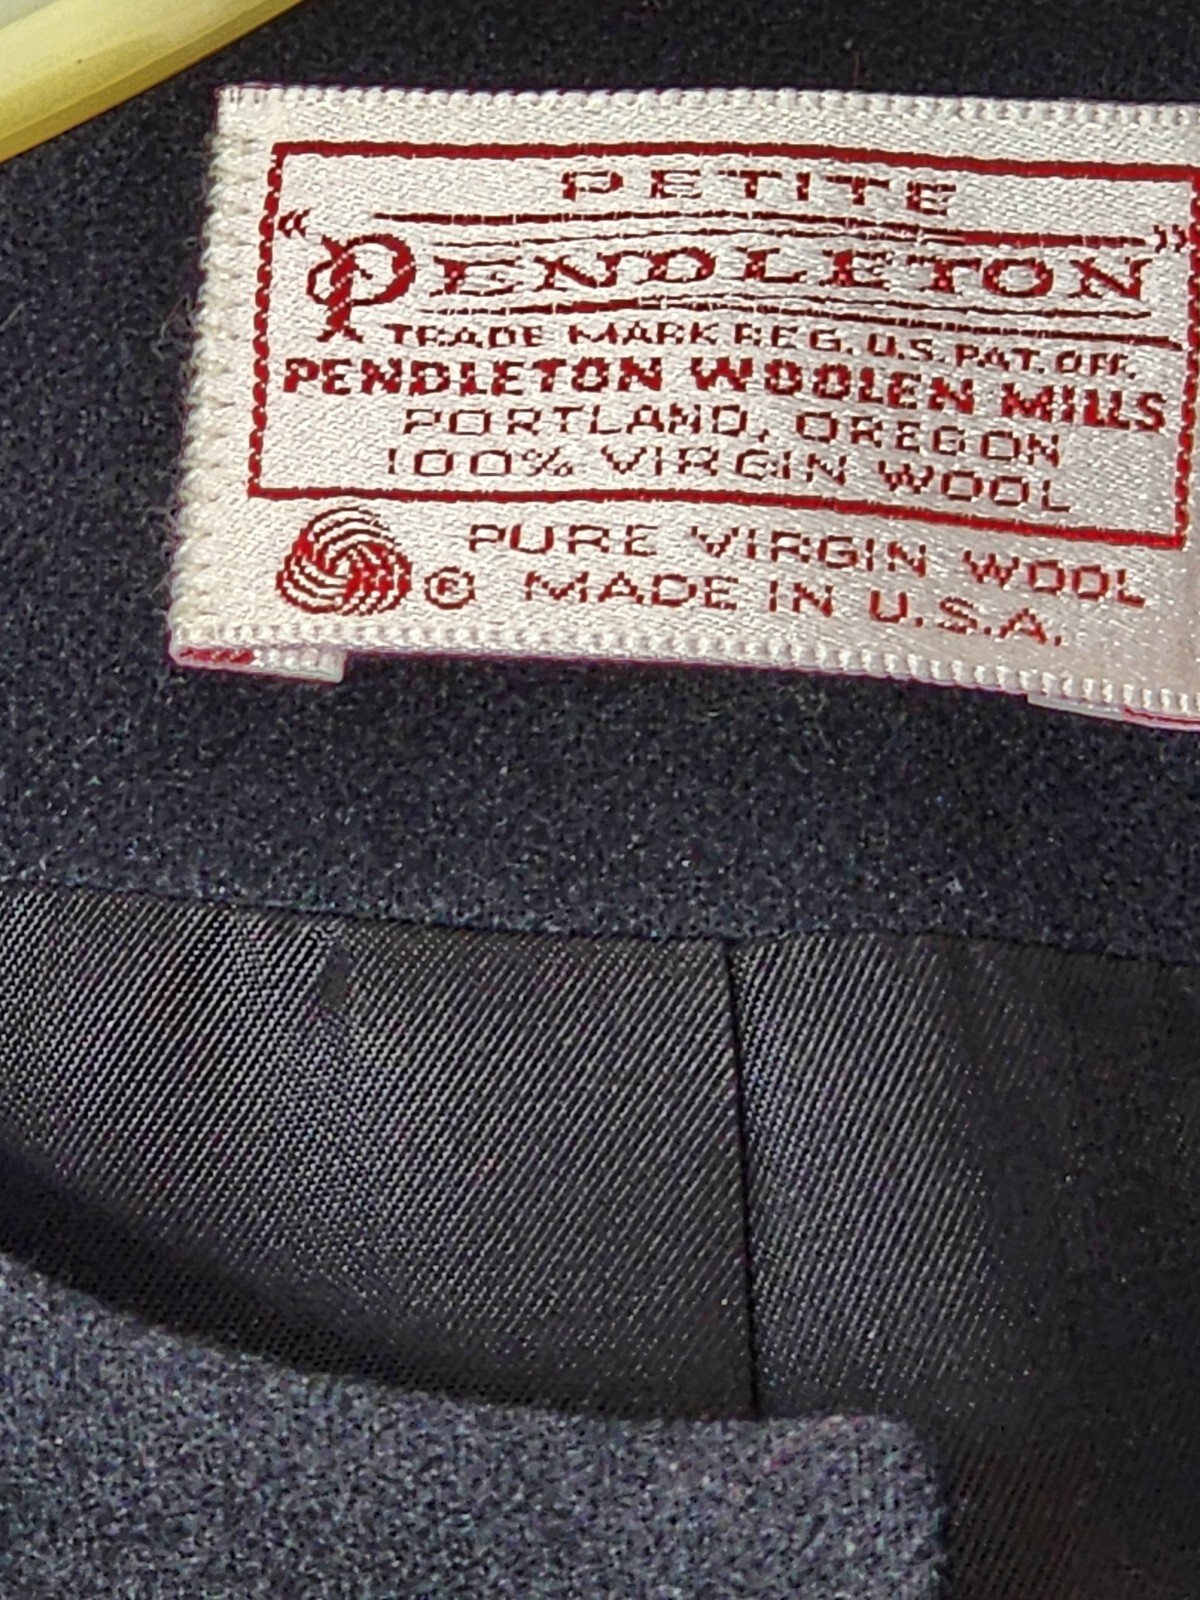 PETITE
"PENDLETON"
TRADE MARK REG. U.S. PAT. OFF.
PENDLETON WOOLEN MILLS
PORTLAND, OREGON
100% VIRGIN WOOL
PURE VIRGIN WOOL
® MADE IN U.S.A.